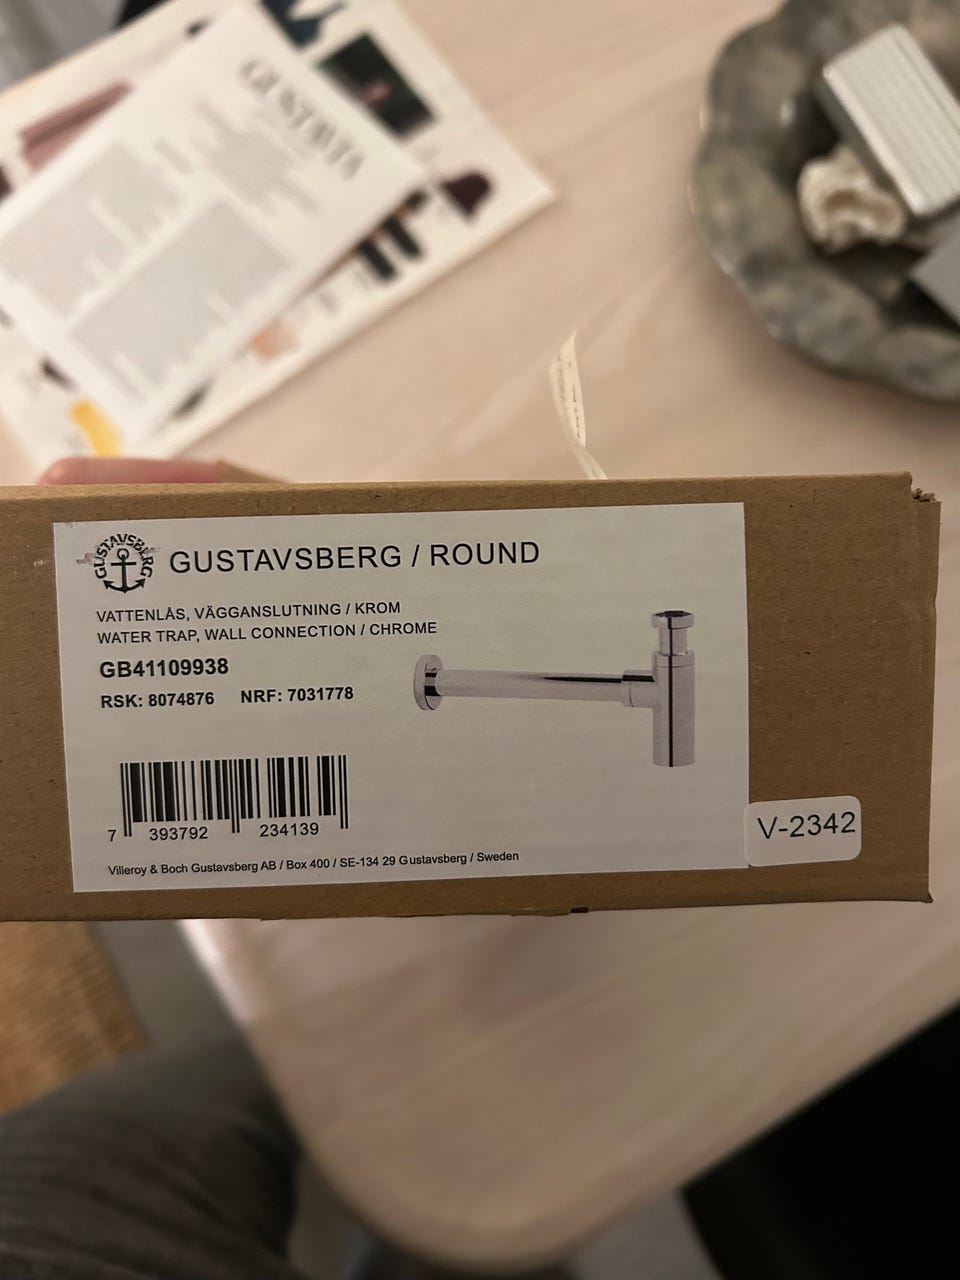 GUSTAVSBERG
GUSTAVSBERG / ROUND
VATTENLÅS, VÄGGANSLUTNING / KROM
WATER TRAP, WALL CONNECTION / CHROME
GB41109938
RSK: 8074876 NRF: 7031778
7 393792 234139
Villeroy & Boch Gustavsberg AB / Box 400 / SE-134 29 Gustavsberg / Sweden
V-2342